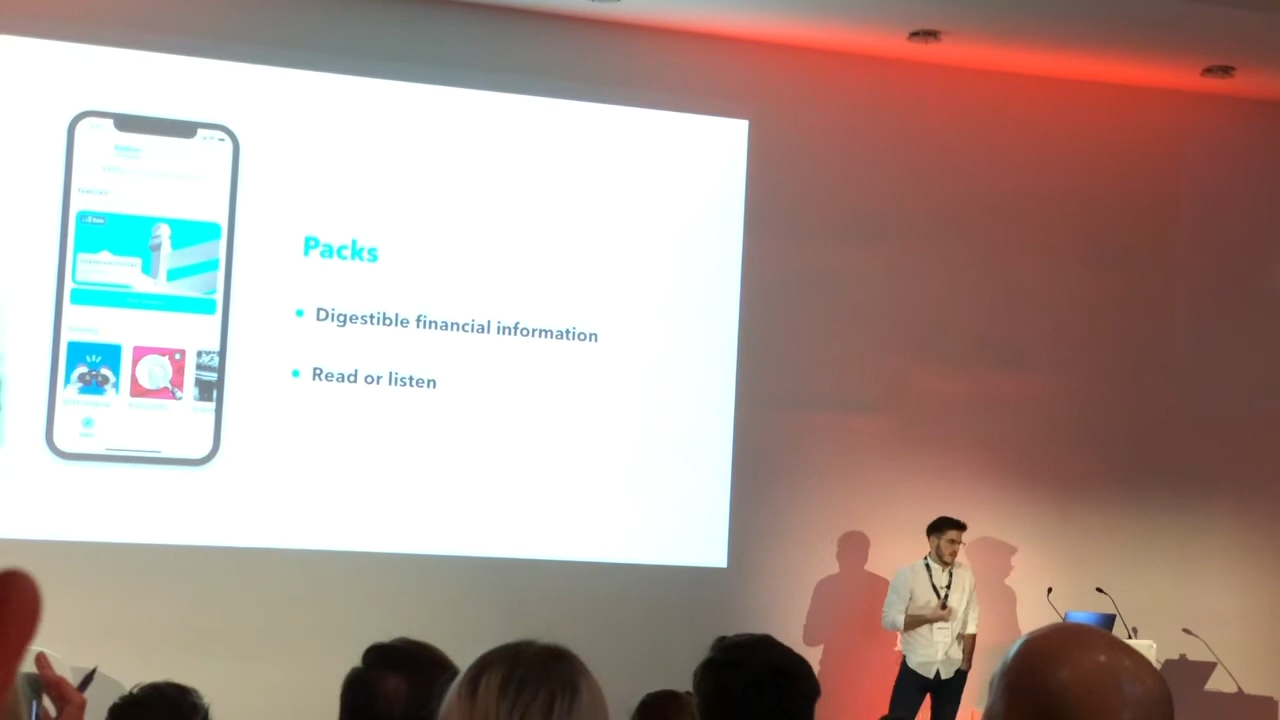 Packs
Digestible financial information
Read or listen